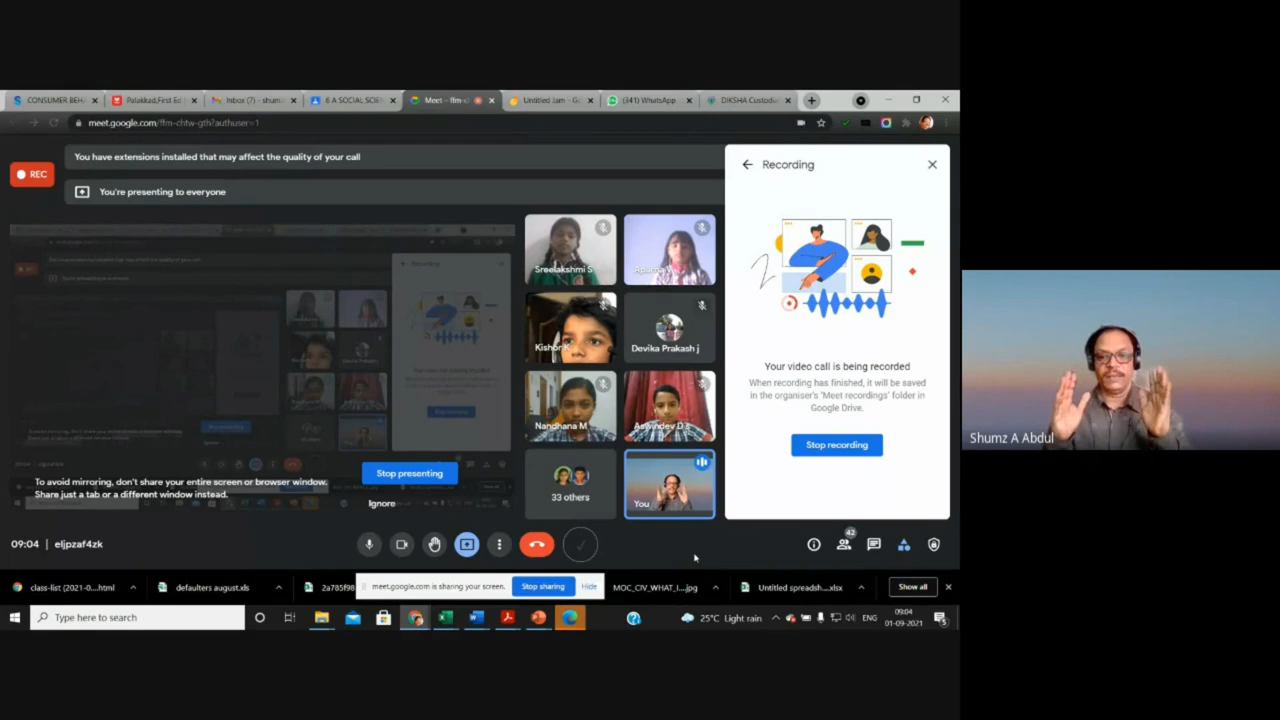 CONSUMER BEH
Palakkad,First Ed
Inbox (7) - shum
6 A SOCIAL SCIEN
Meet – ffm-c
Untitled Jam - Go
(341) WhatsApp
DIKSHA Custodia
meet.google.com/ffm-chtw-gth?authuser=1
You have extensions installed that may affect the quality of your call
REC
You're presenting to everyone
Recording
Sreelakshmi S
Kishor K
Devika Prakash j
Nandhana M
Aswindev D s
33 others
You
Your video call is being recorded
When recording has finished, it will be saved
in the organiser's 'Meet recordings' folder in
Google Drive.
Stop recording
To avoid mirroring, don't share your entire screen or browser window.
Share just a tab or a different window instead.
Stop presenting
Ignore
09:04 | eljpzaf4zk
42
Shumz A Abdul
class-list (2021-0....html
defaulters august.xls
2a785f98
meet.google.com is sharing your screen.
Stop sharing
Hide
MOC_CIV_WHAT_I....jpg
Untitled spreadsh....xlsx
Show all
Type here to search
25°C Light rain
ENG
09:04
01-09-2021